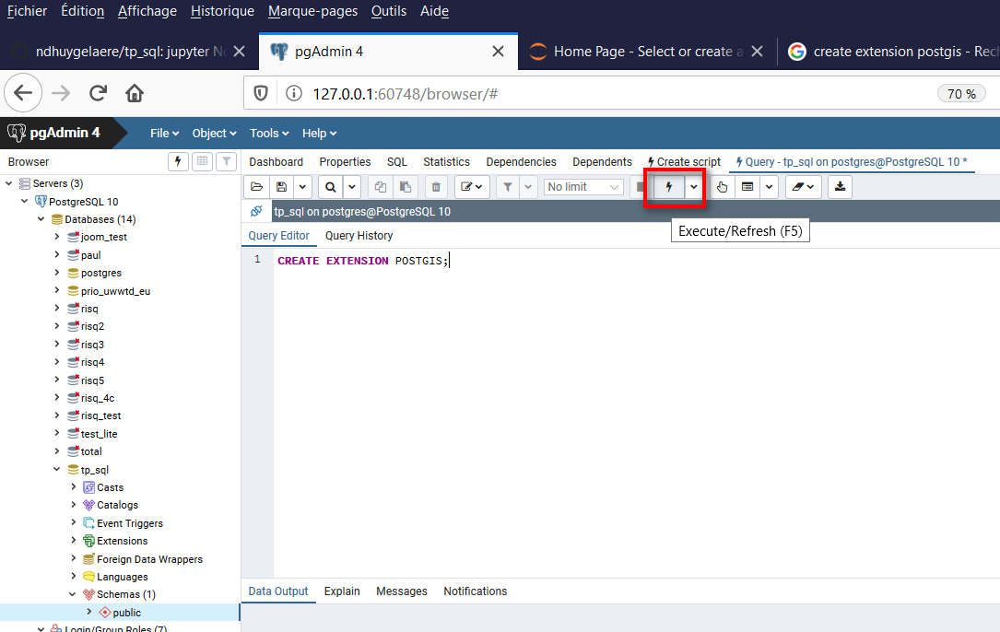 Fichier Édition Affichage Historique Marque-pages Outils Aide
ndhuygelaere/tp_sql: jupyter No
pgAdmin 4
Home Page - Select or create a
create extension postgis - Rech
127.0.0.1:60748/browser/#
70 %
pgAdmin 4
File Object Tools Help
Browser
Dashboard Properties SQL Statistics Dependencies Dependents Create script Query - tp_sql on postgres@PostgreSQL 10 *
No limit
tp_sql on postgres@PostgreSQL 10
Execute/Refresh (F5)
Query Editor Query History
1 CREATE EXTENSION POSTGIS;
Servers (3)
PostgreSQL 10
Databases (14)
joom_test
paul
postgres
prio_uwwtd_eu
risq
risq2
risq3
risq4
risq5
risq_4c
risq_test
test_lite
total
tp_sql
Casts
Catalogs
Event Triggers
Extensions
Foreign Data Wrappers
Languages
Schemas (1)
public
Login/Group Roles (7)
Data Output Explain Messages Notifications